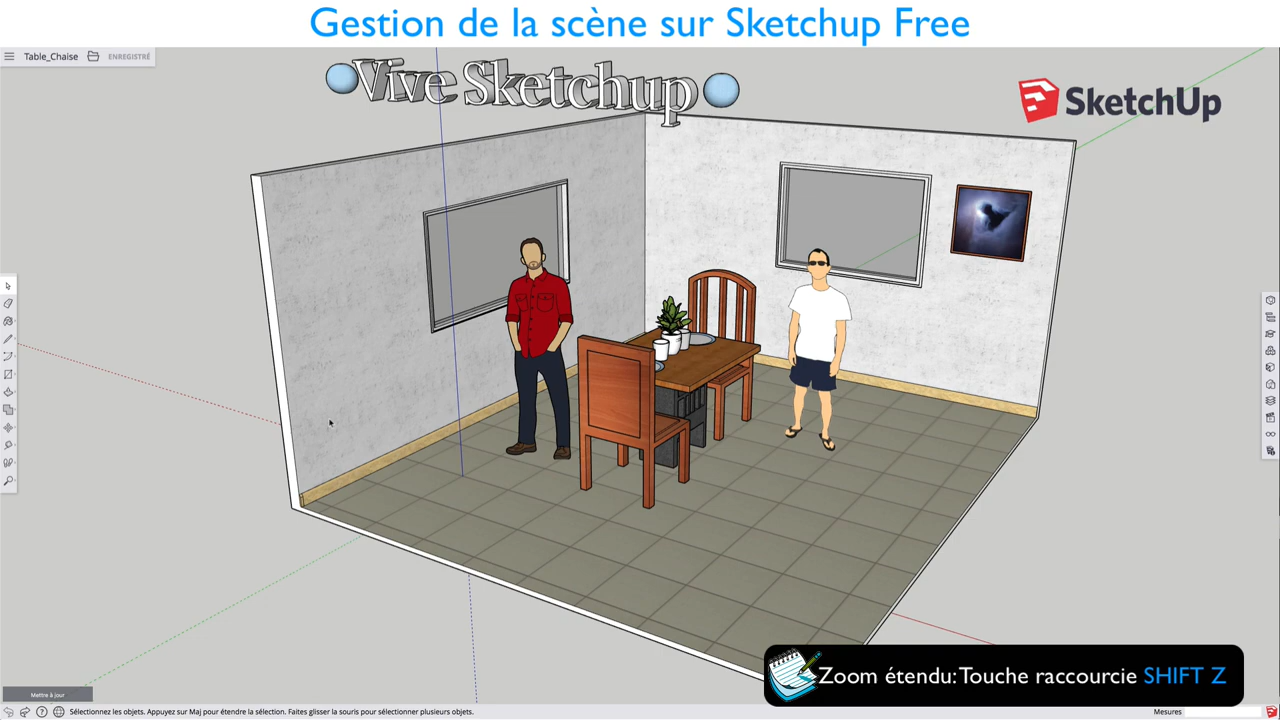 Gestion de la scène sur Sketchup Free
Table_Chaise
ENREGISTRÉ
Vive Sketchup
SketchUp
Zoom étendu: Touche raccourcie SHIFT Z
Mettre à jour
Sélectionnez les objets. Appuyez sur Maj pour étendre la sélection. Faites glisser la souris pour sélectionner plusieurs objets.
Mesures